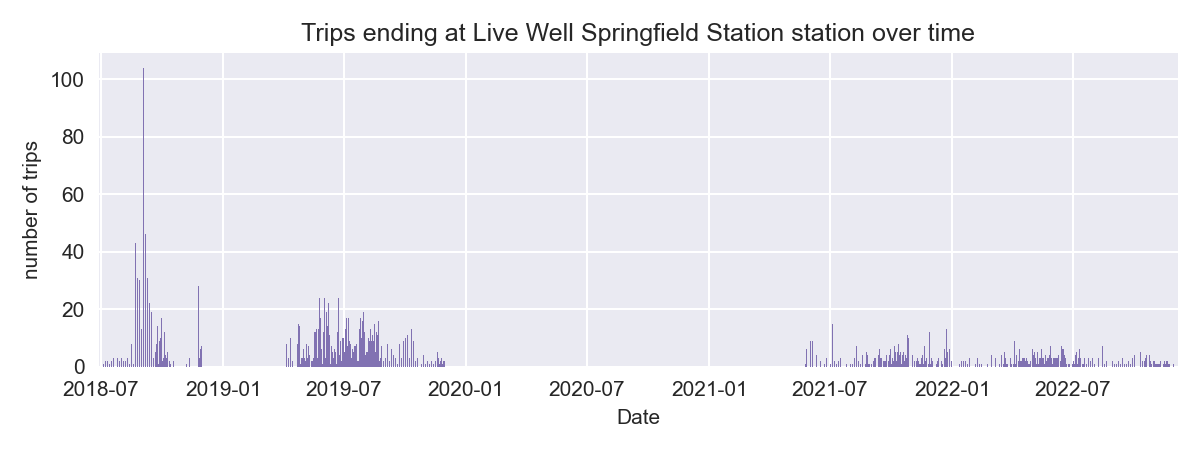 Trips ending at Live Well Springfield Station station over time
number of trips
100
80
60
40
20
0
2018-07 2019-01 2019-07 2020-01 2020-07 2021-01 2021-07 2022-01 2022-07
Date